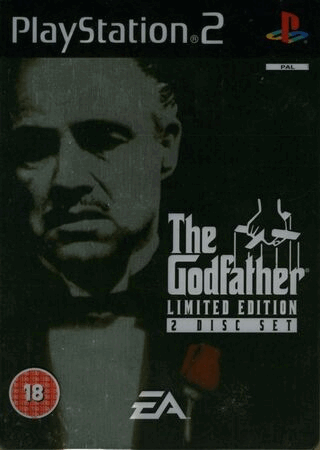 PlayStation®2
PAL
The
Godfather
LIMITED EDITION
2 DISC SET
18
EA